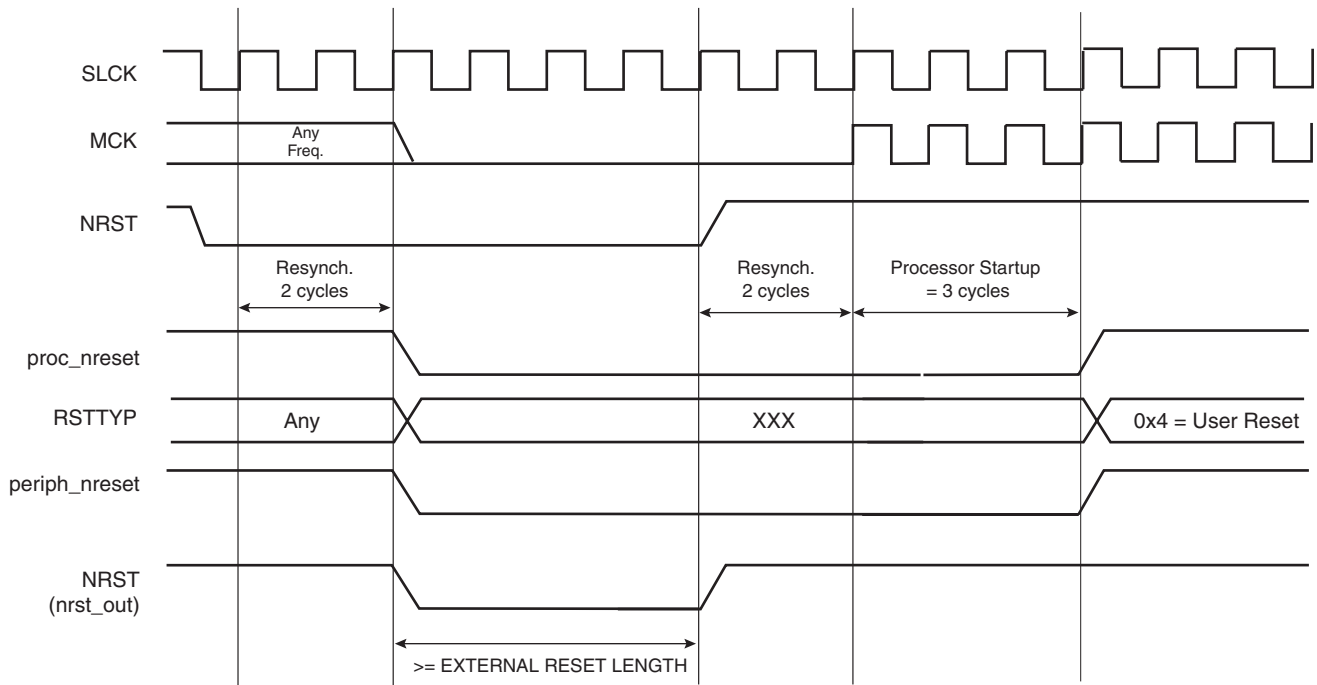 SLCK
MCK
Any
Freq.
NRST
Resynch.
2 cycles
Resynch.
2 cycles
Processor Startup
= 3 cycles
proc_nreset
RSTTYP
Any
XXX
0x4 = User Reset
periph_nreset
NRST
(nrst_out)
>= EXTERNAL RESET LENGTH